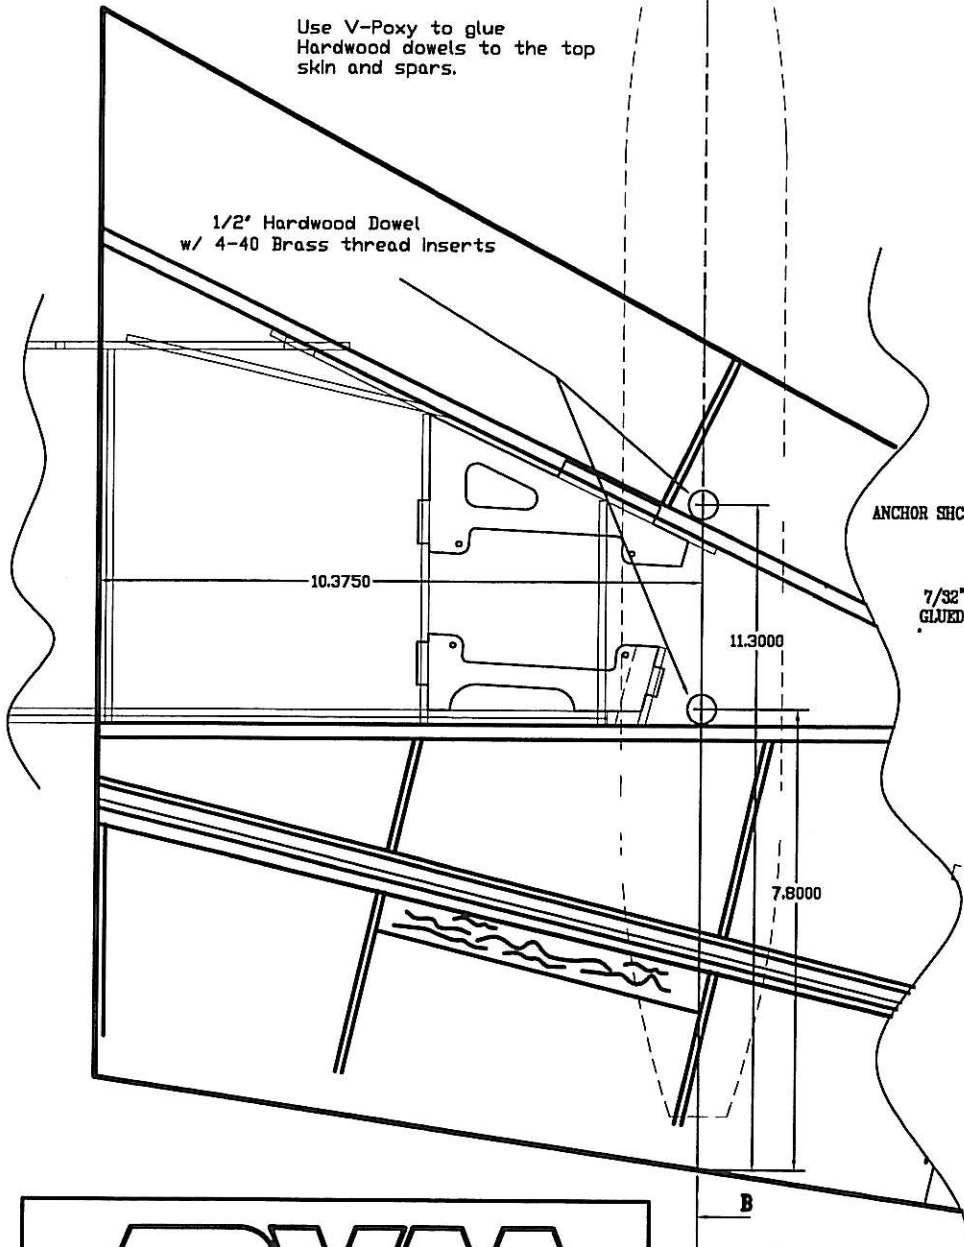 Use V-Poxy to glue
Hardwood dowels to the top
skin and spars.
1/2" Hardwood Dowel
w/ 4-40 Brass thread Inserts
ANCHOR SHC
10.3750
7/32"
GLUED
11.3000
7.8000
B